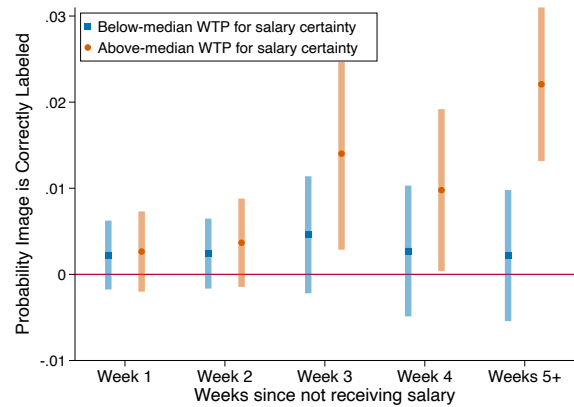 .03
.02
.01
0
-.01
Probability Image is Correctly Labeled
Below-median WTP for salary certainty
Above-median WTP for salary certainty
Week 1 Week 2 Week 3 Week 4 Weeks 5+
Weeks since not receiving salary